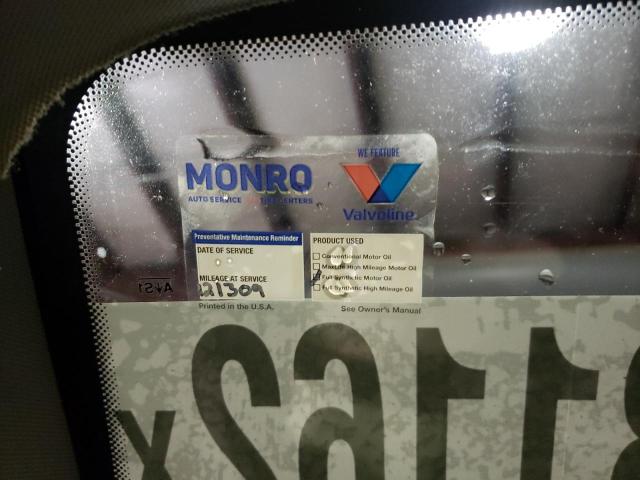 MONRO
AUTO SERVICE TIRE CENTERS
WE FEATURE
Valvoline
Preventative Maintenance Reminder
DATE OF SERVICE
MILEAGE AT SERVICE
221309
PRODUCT USED
Conventional Motor Oil
MaxLife High Mileage Motor Oil
Full Synthetic Motor Oil
Full Synthetic High Mileage Oil
Printed in the U.S.A.
See Owner's Manual